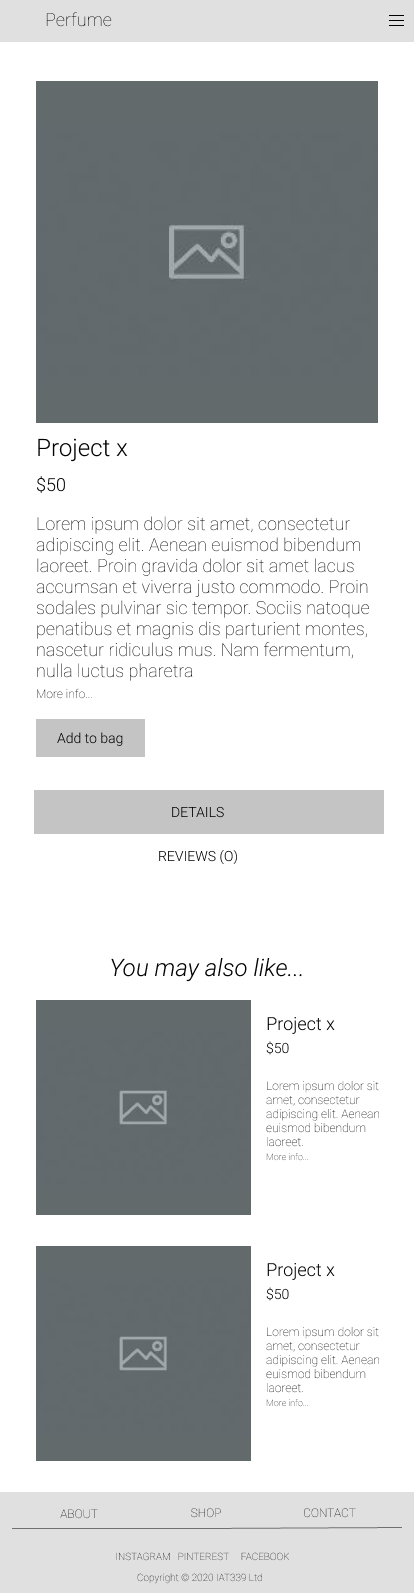 Perfume
Project x
$50
Lorem ipsum dolor sit amet, consectetur
adipiscing elit. Aenean euismod bibendum
laoreet. Proin gravida dolor sit amet lacus
accumsan et viverra justo commodo. Proin
sodales pulvinar sic tempor. Sociis natoque
penatibus et magnis dis parturient montes,
nascetur ridiculus mus. Nam fermentum,
nulla luctus pharetra
More info...
Add to bag
DETAILS
REVIEWS (0)
You may also like...
Project x
$50
Lorem ipsum dolor sit
amet, consectetur
adipiscing elit. Aenean
euismod bibendum
laoreet.
More info...
Project x
$50
Lorem ipsum dolor sit
amet, consectetur
adipiscing elit. Aenean
euismod bibendum
laoreet.
More info...
ABOUT SHOP CONTACT
INSTAGRAM PINTEREST FACEBOOK
Copyright © 2020 IAT339 Ltd